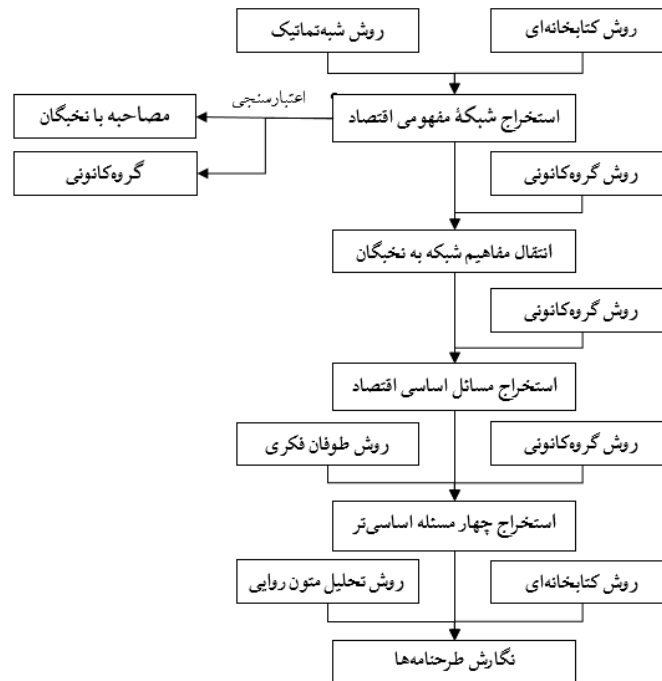 روش کتابخانه‌ای
روش شبه‌تماتیک
اعتبارسنجی
استخراج شبکهٔ مفهومی اقتصاد
مصاحبه با نخبگان
گروه‌کانونی
روش گروه‌کانونی
انتقال مفاهیم شبکه به نخبگان
روش گروه‌کانونی
استخراج مسائل اساسی اقتصاد
روش گروه‌کانونی
روش طوفان فکری
استخراج چهار مسئله اساسی‌تر
روش کتابخانه‌ای
روش تحلیل متون روایی
نگارش طرحنامه‌ها